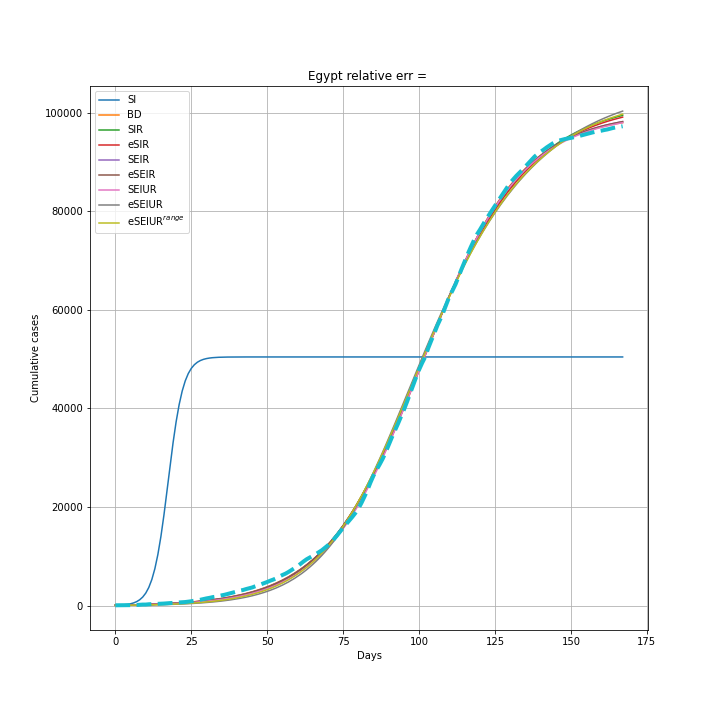 Egypt relative err =
SI
BD
SIR
eSIR
SEIR
eSEIR
SEIUR
eSEIUR
eSEIUR^range
Cumulative cases
100000
80000
60000
40000
20000
0
0 25 50 75 100 125 150 175
Days